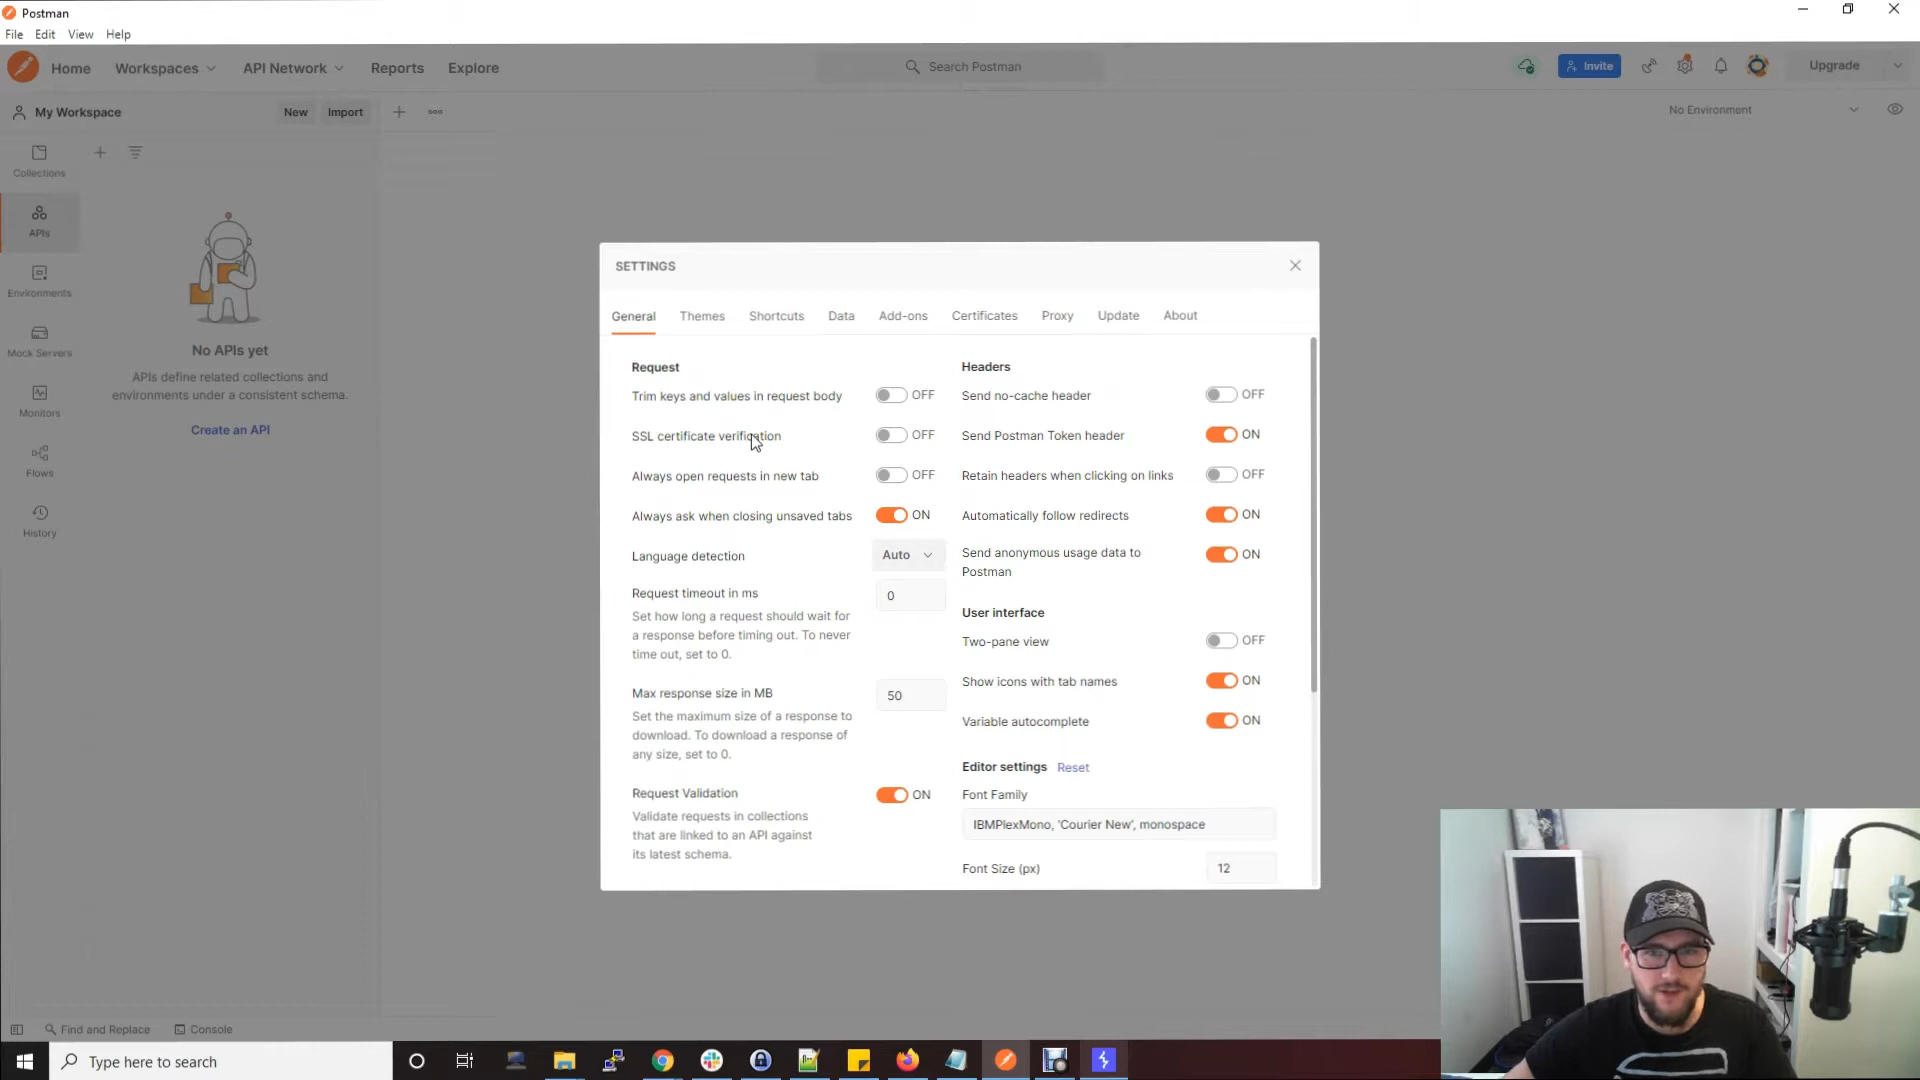 Postman
File Edit View Help
Home Workspaces API Network Reports Explore
Search Postman
Invite
Upgrade
My Workspace
New
Import
No Environment
Collections
APIs
Environments
Mock Servers
Monitors
Flows
History
No APIs yet
APIs define related collections and
environments under a consistent schema.
Create an API
SETTINGS
General Themes Shortcuts Data Add-ons Certificates Proxy Update About
Request
Trim keys and values in request body OFF
SSL certificate verification OFF
Always open requests in new tab OFF
Always ask when closing unsaved tabs ON
Language detection Auto
Request timeout in ms 0
Set how long a request should wait for
a response before timing out. To never
time out, set to 0.
Max response size in MB 50
Set the maximum size of a response to
download. To download a response of
any size, set to 0.
Request Validation ON
Validate requests in collections
that are linked to an API against
its latest schema.
Headers
Send no-cache header OFF
Send Postman Token header ON
Retain headers when clicking on links OFF
Automatically follow redirects ON
Send anonymous usage data to ON
Postman
User interface
Two-pane view OFF
Show icons with tab names ON
Variable autocomplete ON
Editor settings Reset
Font Family
IBMPlexMono, 'Courier New', monospace
Font Size (px) 12
Find and Replace Console
Type here to search